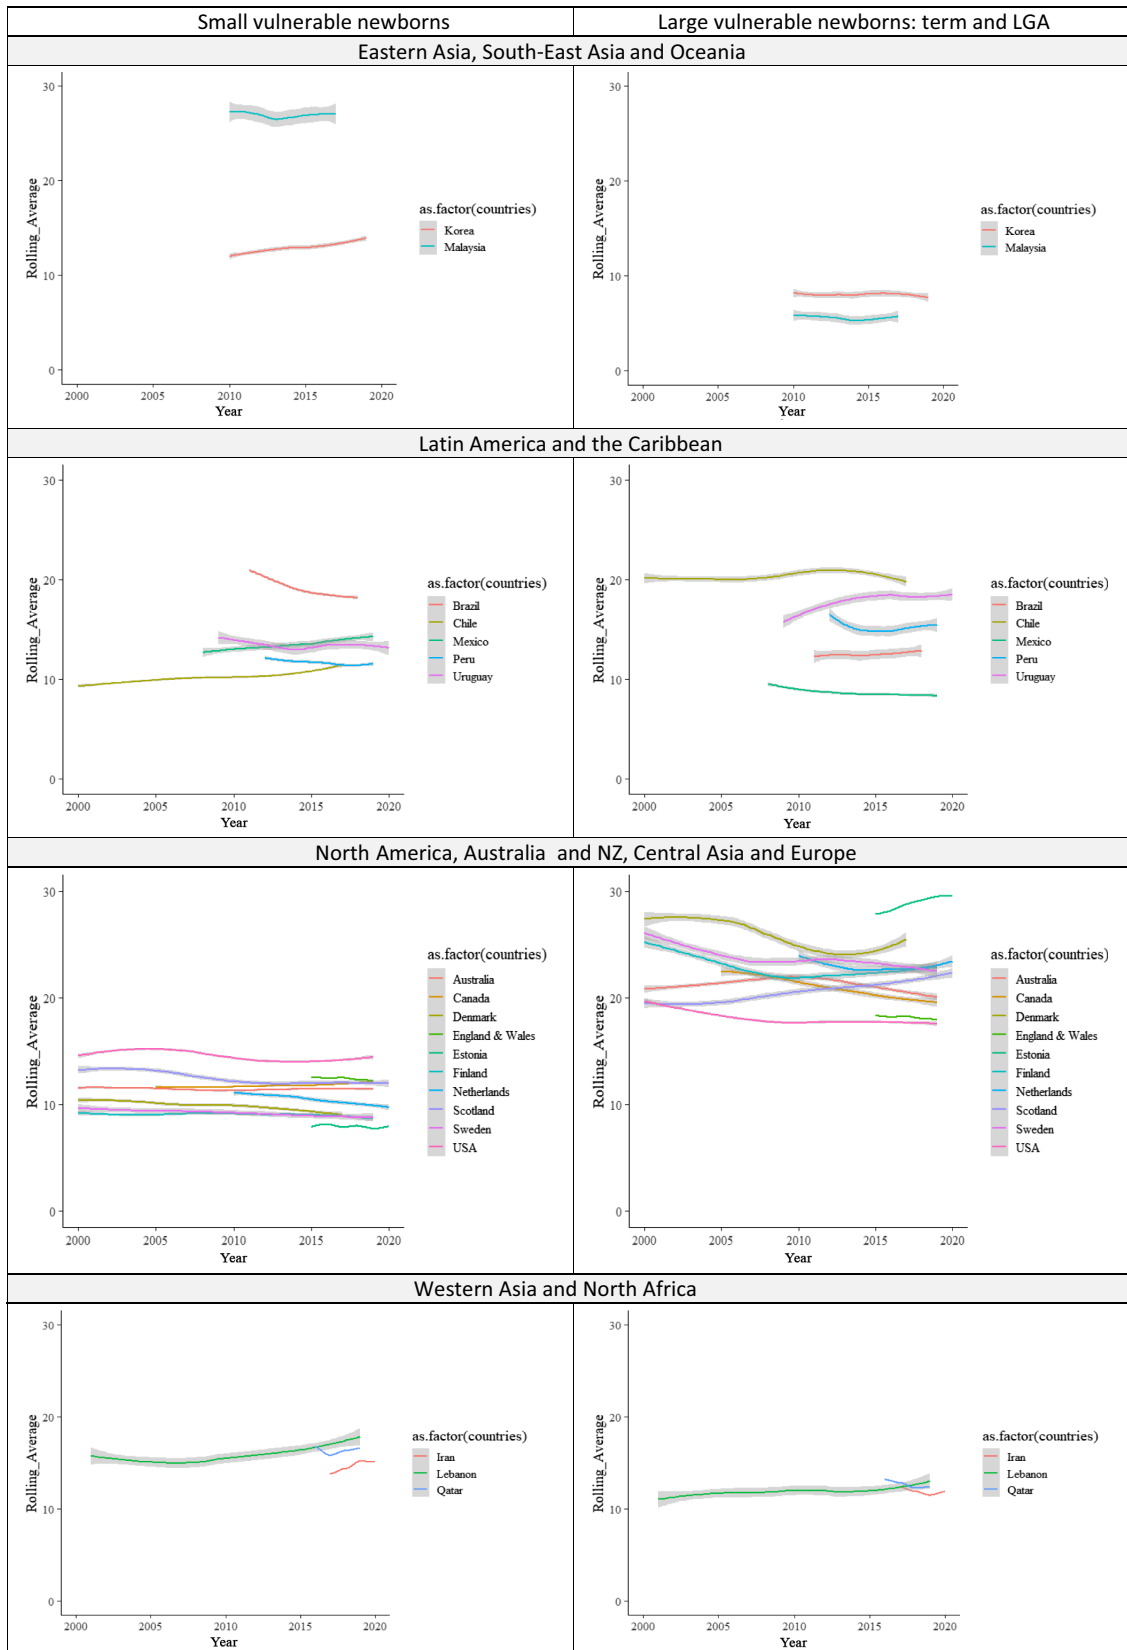 Small vulnerable newborns
Large vulnerable newborns: term and LGA
Eastern Asia, South-East Asia and Oceania
30
20
10
0
Rolling_Average
2000 2005 2010 2015 2020
Year
as.factor(countries)
Korea
Malaysia
30
20
10
0
Rolling_Average
2000 2005 2010 2015 2020
Year
as.factor(countries)
Korea
Malaysia
Latin America and the Caribbean
30
20
10
0
Rolling_Average
2000 2005 2010 2015 2020
Year
as.factor(countries)
Brazil
Chile
Mexico
Peru
Uruguay
30
20
10
0
Rolling_Average
2000 2005 2010 2015 2020
Year
as.factor(countries)
Brazil
Chile
Mexico
Peru
Uruguay
North America, Australia and NZ, Central Asia and Europe
30
20
10
0
Rolling_Average
2000 2005 2010 2015 2020
Year
as.factor(countries)
Australia
Canada
Denmark
England & Wales
Estonia
Finland
Netherlands
Scotland
Sweden
USA
30
20
10
0
Rolling_Average
2000 2005 2010 2015 2020
Year
as.factor(countries)
Australia
Canada
Denmark
England & Wales
Estonia
Finland
Netherlands
Scotland
Sweden
USA
Western Asia and North Africa
30
20
10
0
Rolling_Average
2000 2005 2010 2015 2020
Year
as.factor(countries)
Iran
Lebanon
Qatar
30
20
10
0
Rolling_Average
2000 2005 2010 2015 2020
Year
as.factor(countries)
Iran
Lebanon
Qatar